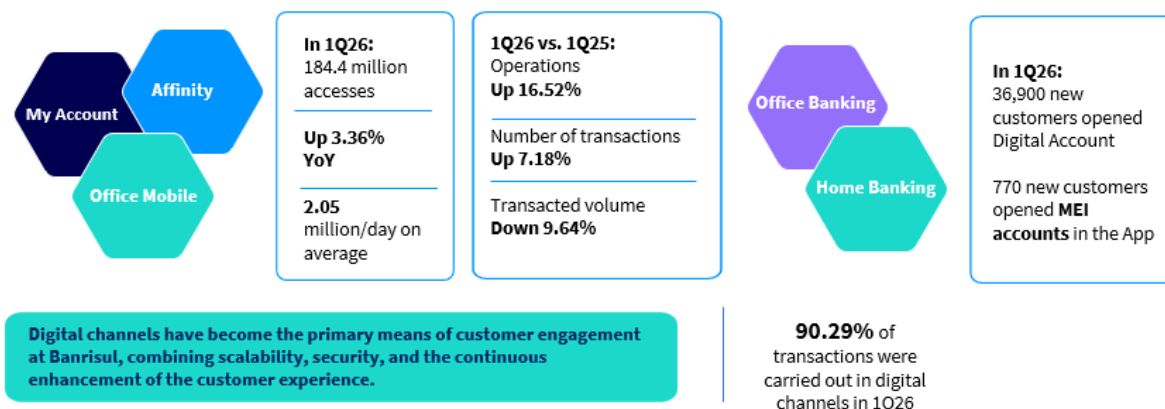 My Account
Affinity
Office Mobile
In 1Q26:
184.4 million
accesses
Up 3.36%
YoY
2.05
million/day on
average
1Q26 vs. 1Q25:
Operations
Up 16.52%
Number of transactions
Up 7.18%
Transacted volume
Down 9.64%
Office Banking
Home Banking
In 1Q26:
36,900 new
customers opened
Digital Account
770 new customers
opened MEI
accounts in the App
Digital channels have become the primary means of customer engagement
at Banrisul, combining scalability, security, and the continuous
enhancement of the customer experience.
90.29% of
transactions were
carried out in digital
channels in 1Q26